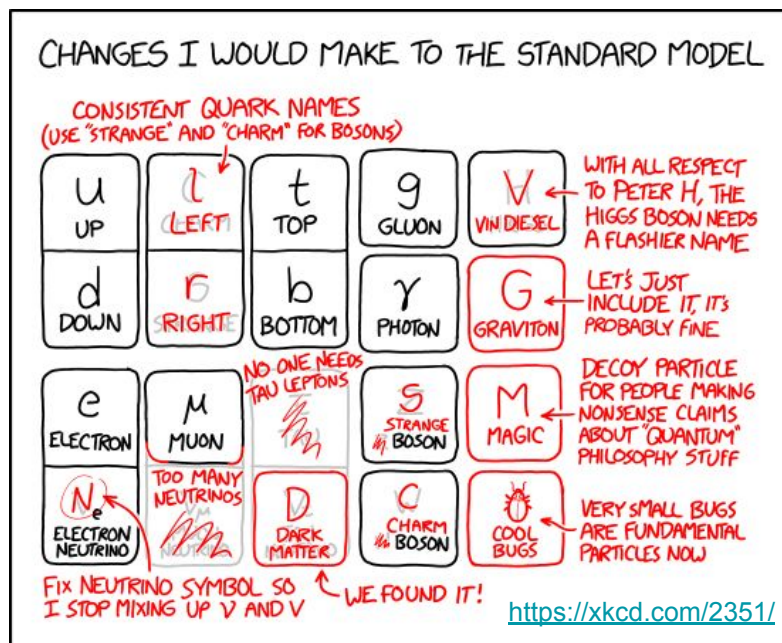 CHANGES I WOULD MAKE TO THE STANDARD MODEL
CONSISTENT QUARK NAMES
(USE "STRANGE" AND "CHARM" FOR BOSONS)
u
UP
l
LEFT
t
TOP
g
GLUON
V
VIN DIESEL
WITH ALL RESPECT
TO PETER H, THE
HIGGS BOSON NEEDS
A FLASHIER NAME
d
DOWN
r
RIGHT
b
BOTTOM
γ
PHOTON
G
GRAVITON
LET'S JUST
INCLUDE IT, IT'S
PROBABLY FINE
e
ELECTRON
μ
MUON
NO ONE NEEDS
TAU LEPTONS
S
STRANGE
BOSON
M
MAGIC
DECOY PARTICLE
FOR PEOPLE MAKING
NONSENSE CLAIMS
ABOUT "QUANTUM"
PHILOSOPHY STUFF
Ne
ELECTRON
NEUTRINO
TOO MANY
NEUTRINOS
D
DARK
MATTER
C
CHARM
BOSON
COOL
BUGS
VERY SMALL BUGS
ARE FUNDAMENTAL
PARTICLES NOW
FIX NEUTRINO SYMBOL SO
I STOP MIXING UP ν AND V
WE FOUND IT!
https://xkcd.com/2351/